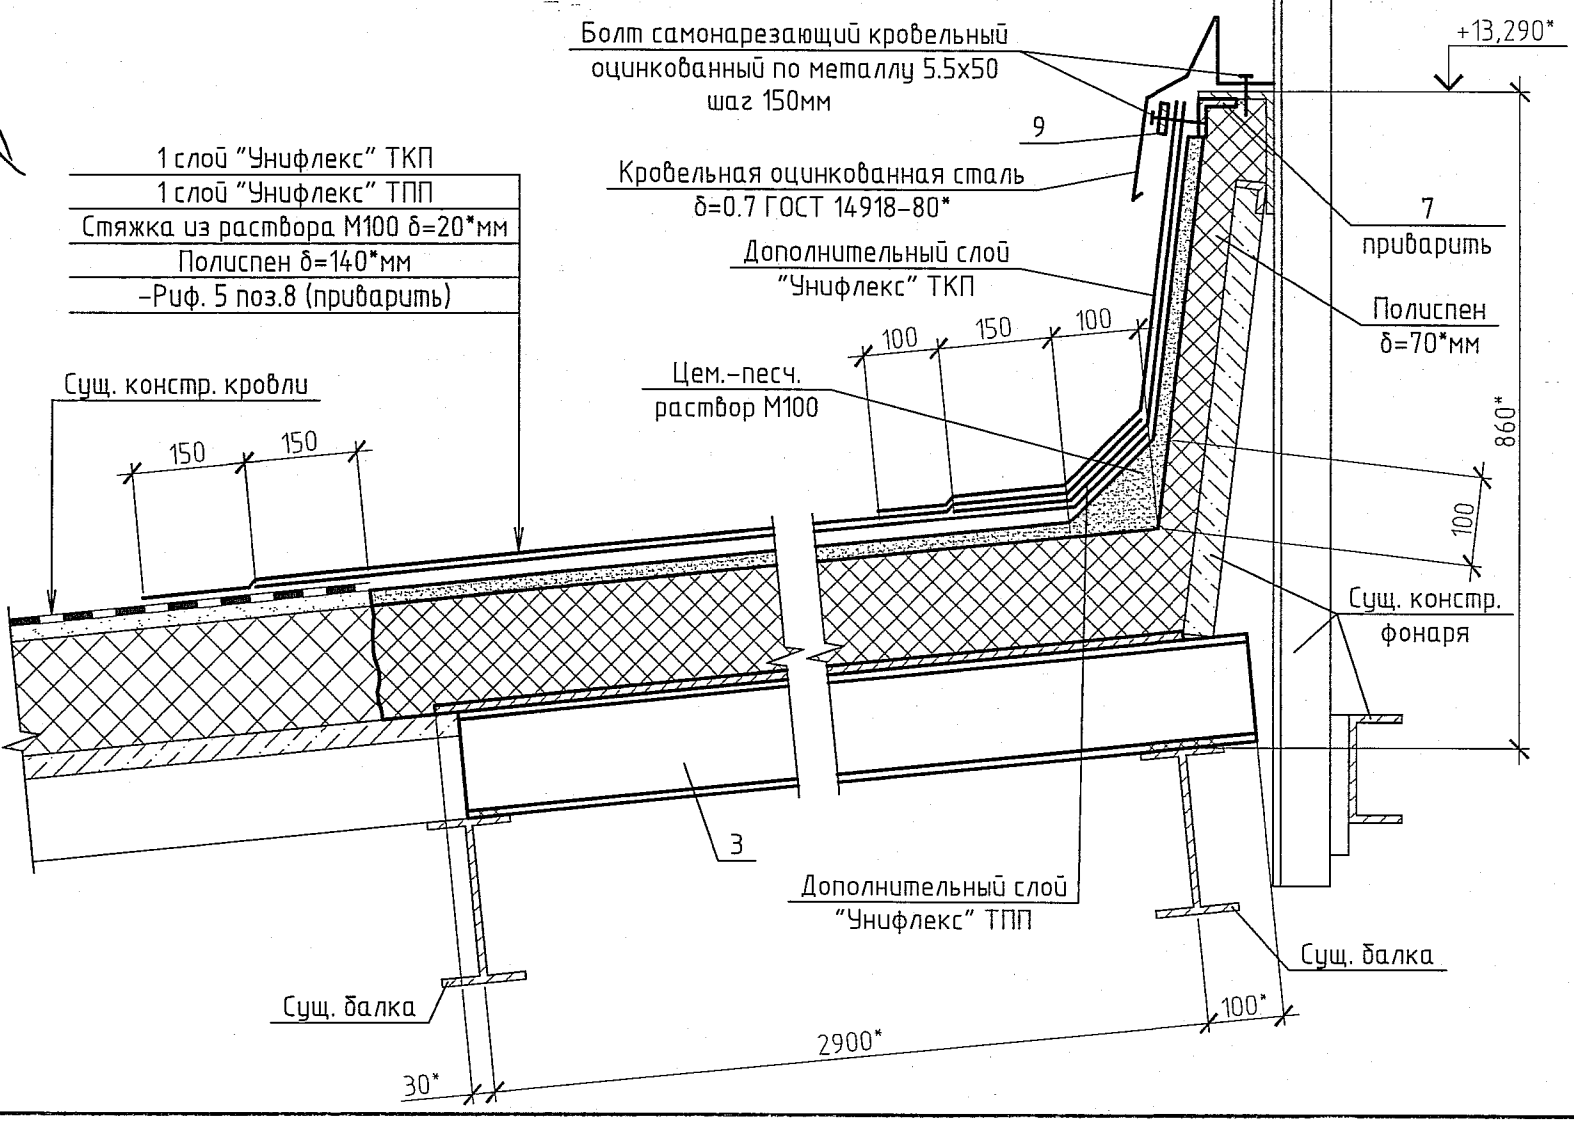 Болт самонарезающий кровельный
оцинкованный по металлу 5.5х50
шаг 150мм
+13,290*
9
1 слой "Унифлекс" ТКП
1 слой "Унифлекс" ТПП
Стяжка из раствора М100 δ=20*мм
Полиспен δ=140*мм
-Риф. 5 поз.8 (приварить)
Кровельная оцинкованная сталь
δ=0.7 ГОСТ 14918-80*
7
приварить
Дополнительный слой
"Унифлекс" ТКП
Полиспен
δ=70*мм
100
150
100
Цем.-песч.
раствор М100
Сущ. констр. кровли
860*
150
150
100
Сущ. констр.
фонаря
3
Дополнительный слой
"Унифлекс" ТПП
Сущ. балка
Сущ. балка
100*
2900*
30*